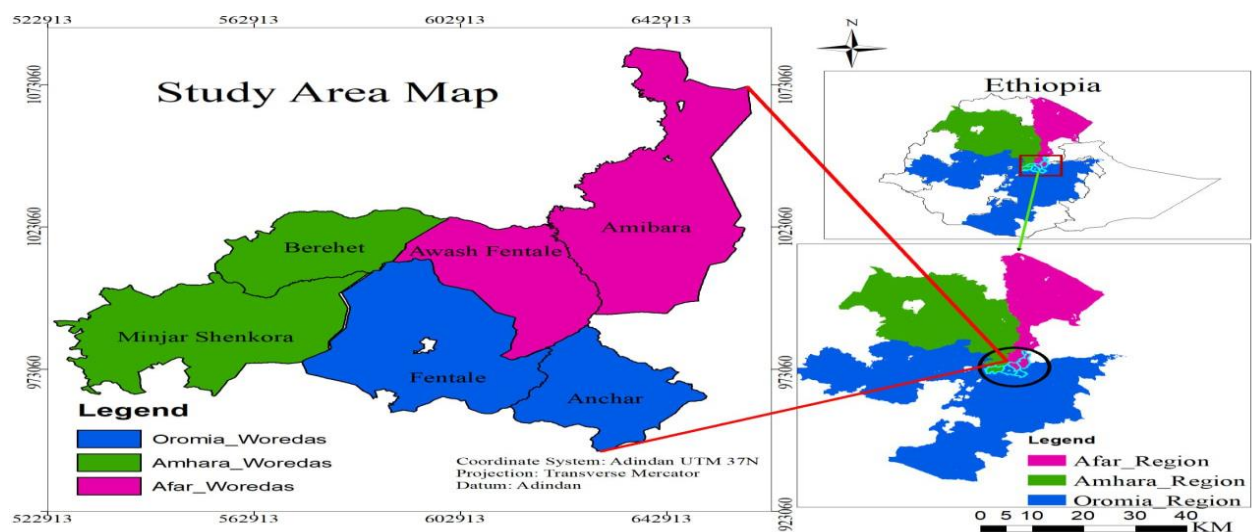 522913 562913 602913 642913
N
Study Area Map
Ethiopia
1073060
1073060
1023060
1023060
973060
973060
923060
Amibara
Berehet
Awash Fentale
Minjar Shenkora
Fentale
Anchar
Legend
Oromia_Woredas
Amhara_Woredas
Afar_Woredas
Coordinate System: Adindan UTM 37N
Projection: Transverse Mercator
Datum: Adindan
522913 562913 602913 642913
Legend
Afar_Region
Amhara_Region
Oromia_Region
0 5 10 20 30 40
KM